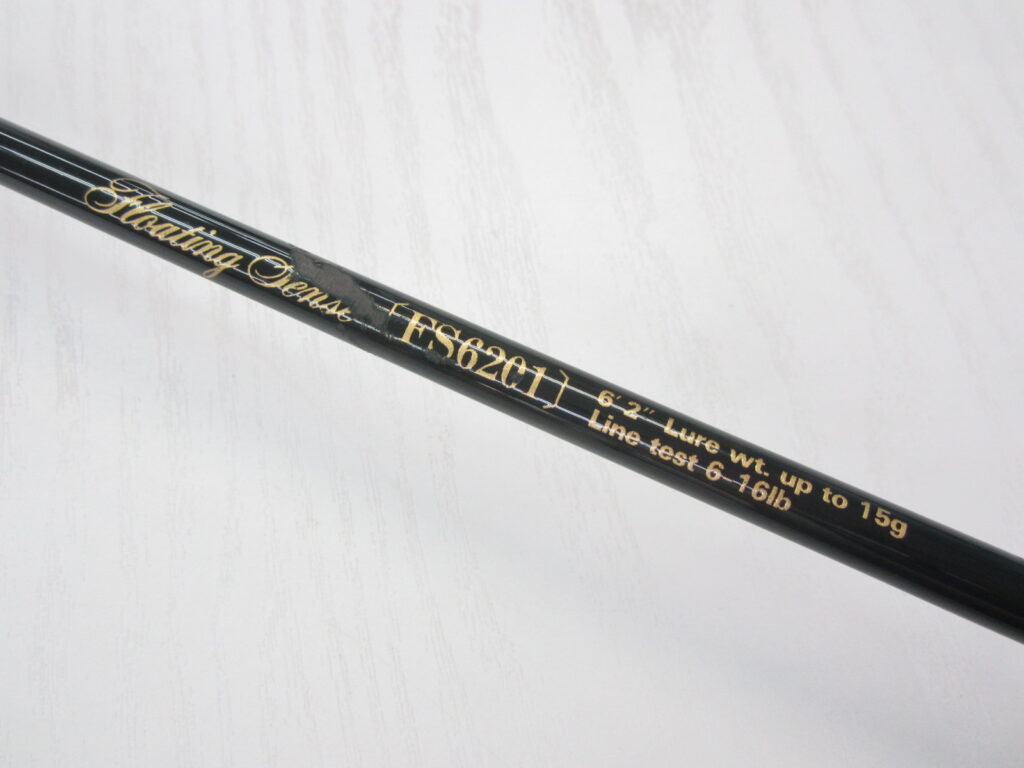 Floating Sense [FS6201]
6' 2" Lure wt. up to 15g
Line test 6-16lb